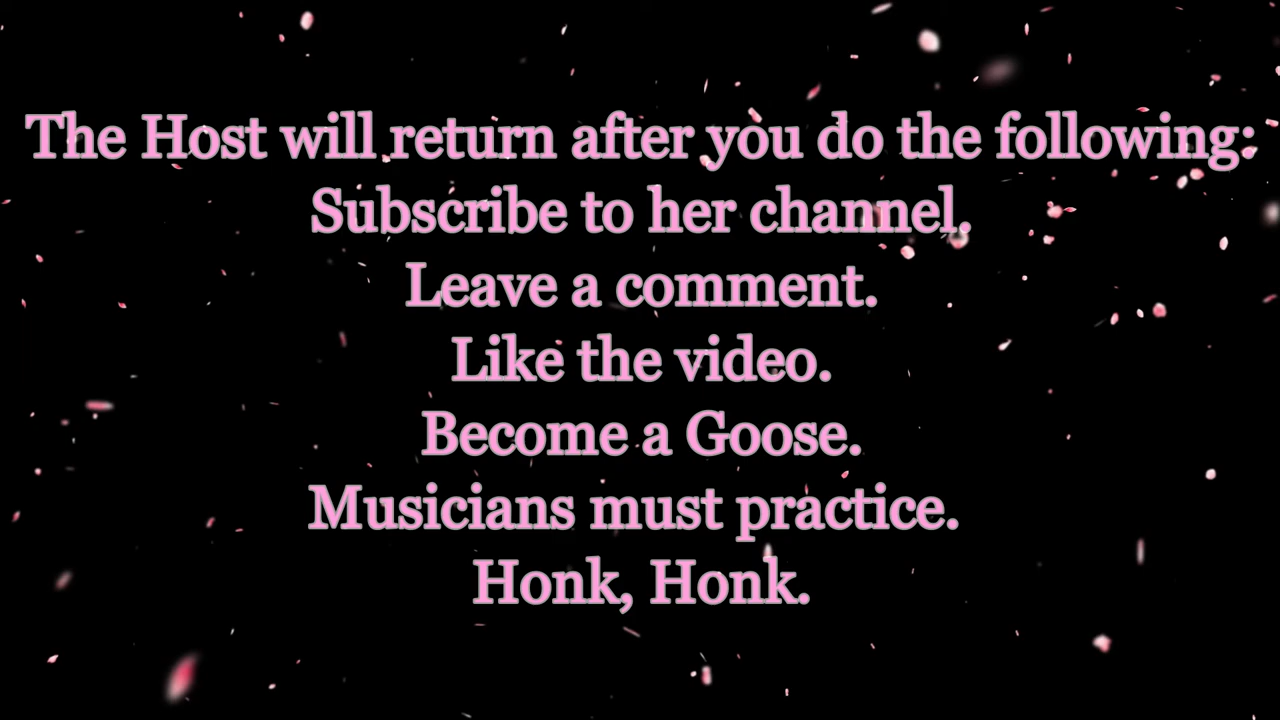 The Host will return after you do the following:
Subscribe to her channel.
Leave a comment.
Like the video.
Become a Goose.
Musicians must practice.
Honk, Honk.